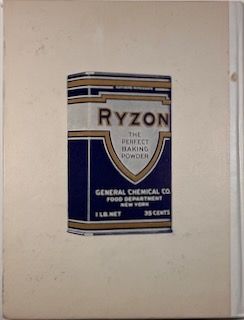 RYZON
THE
PERFECT
BAKING
POWDER
GENERAL CHEMICAL CO.
FOOD DEPARTMENT
NEW YORK
1 LB. NET 35 CENTS